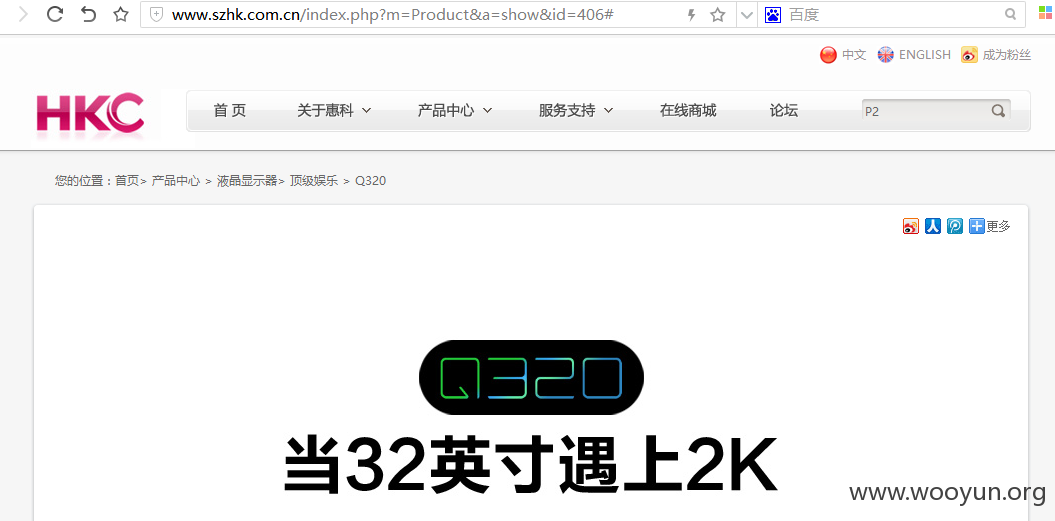 www.szhk.com.cn/index.php?m=Product&a=show&id=406#
百度
中文 ENGLISH 成为粉丝
HKC
首 页 关于惠科 产品中心 服务支持 在线商城 论坛 P2
您的位置：首页> 产品中心 > 液晶显示器> 顶级娱乐 > Q320
更多
Q320
当32英寸遇上2K
www.wooyun.org